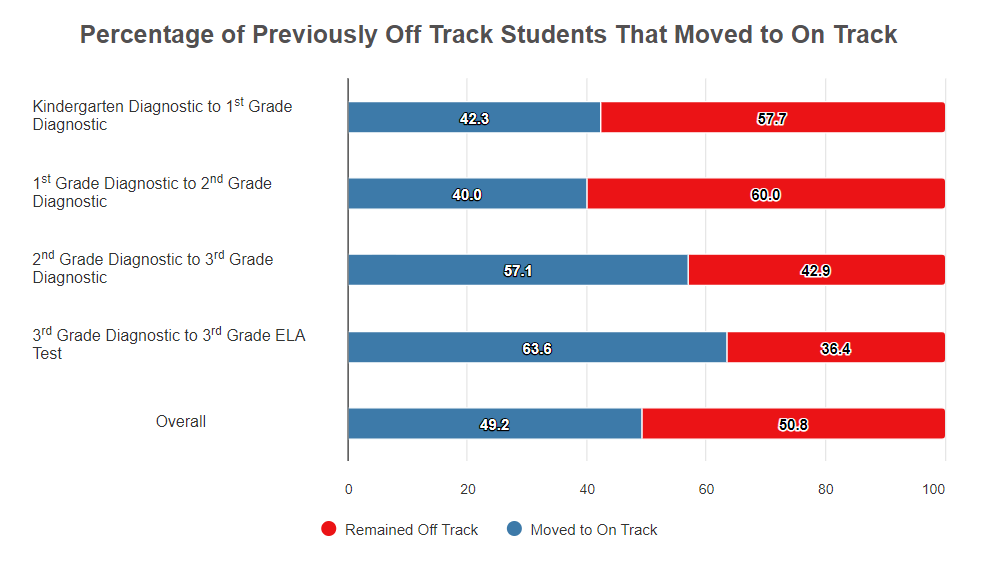 Percentage of Previously Off Track Students That Moved to On Track
Kindergarten Diagnostic to 1st Grade
Diagnostic
42.3
57.7
1st Grade Diagnostic to 2nd Grade
Diagnostic
40.0
60.0
2nd Grade Diagnostic to 3rd Grade
Diagnostic
57.1
42.9
3rd Grade Diagnostic to 3rd Grade ELA
Test
63.6
36.4
Overall
49.2
50.8
0 20 40 60 80 100
Remained Off Track Moved to On Track